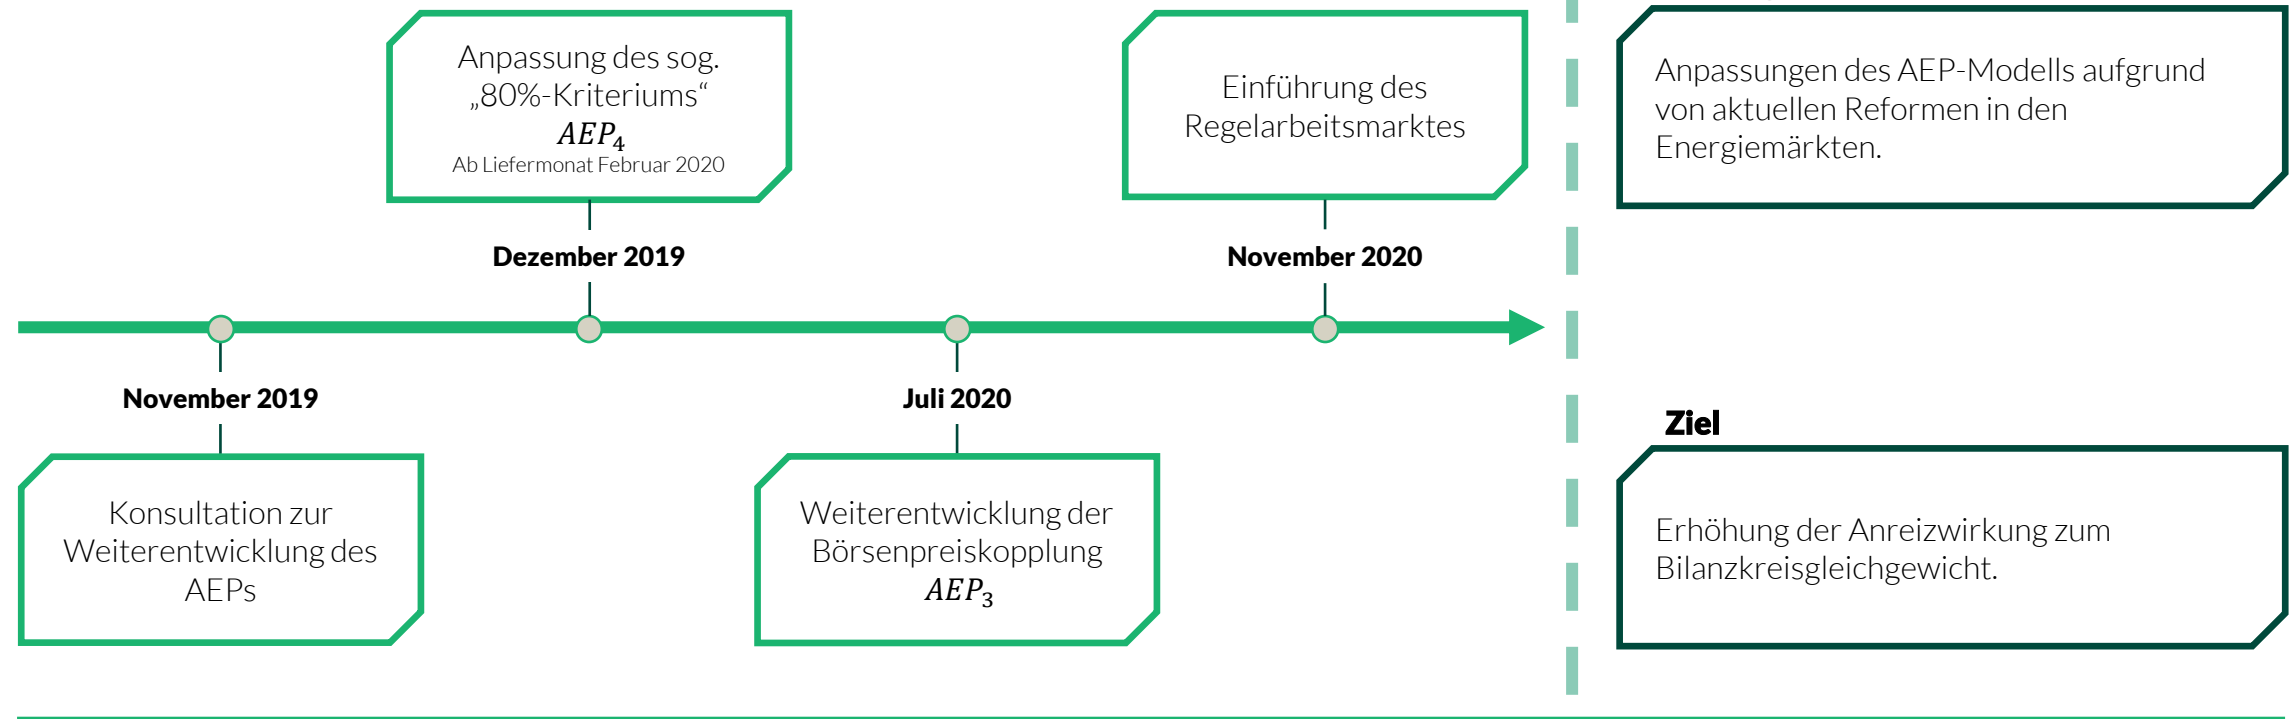 Anpassung des sog.
„80%-Kriteriums“
AEP₄
Ab Liefermonat Februar 2020
Dezember 2019
Einführung des
Regelarbeitsmarktes
November 2020
November 2019
Konsultation zur
Weiterentwicklung des
AEPs
Juli 2020
Weiterentwicklung der
Börsenpreiskopplung
AEP₃
Anpassungen des AEP-Modells aufgrund
von aktuellen Reformen in den
Energiemärkten.
Ziel
Erhöhung der Anreizwirkung zum
Bilanzkreisgleichgewicht.